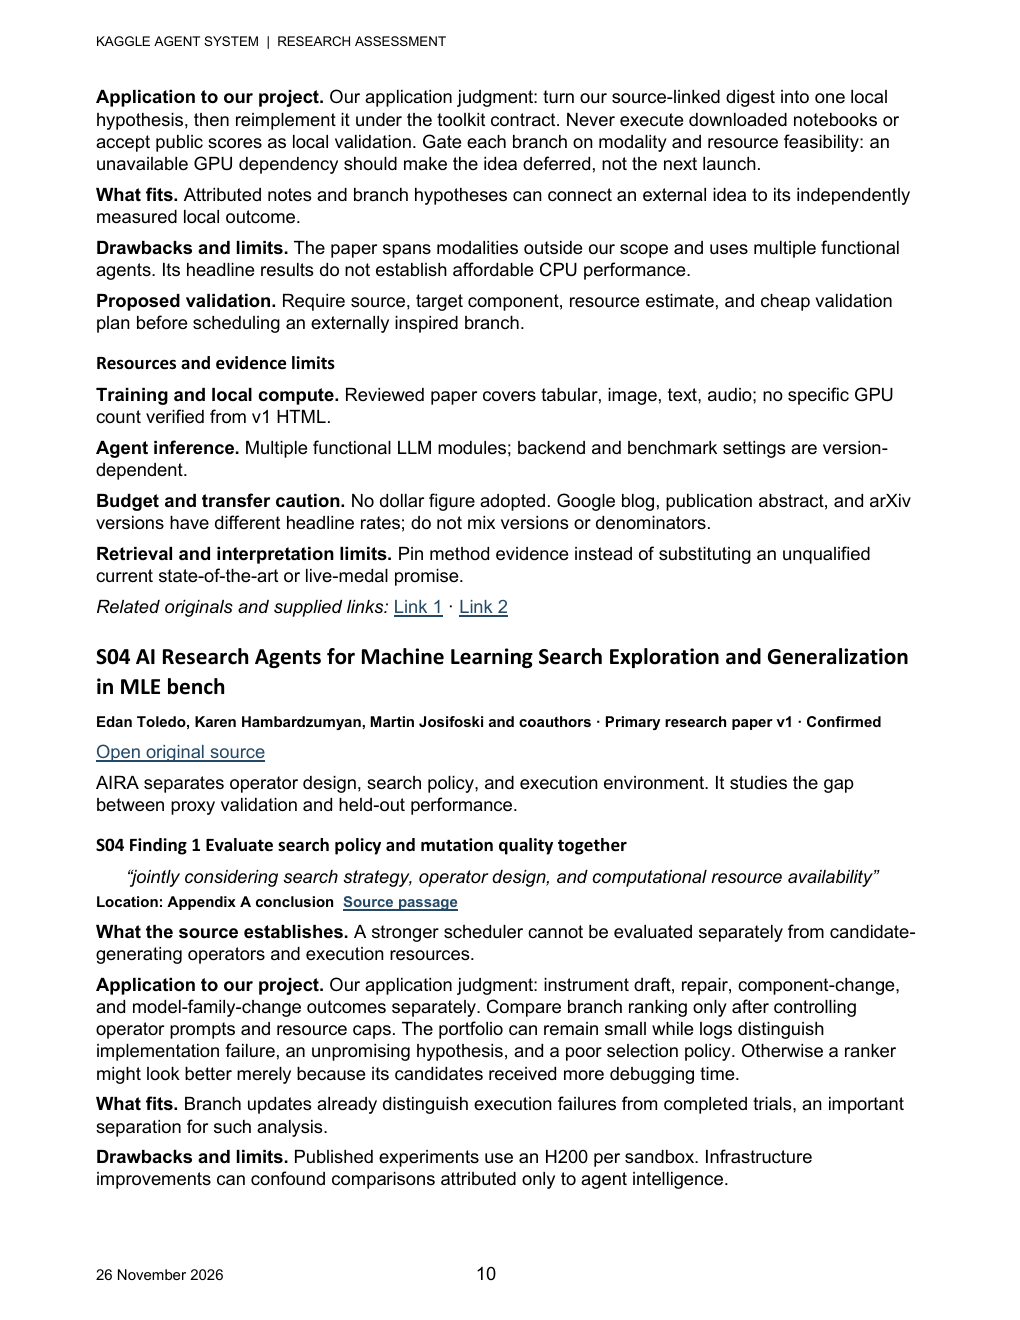 KAGGLE AGENT SYSTEM | RESEARCH ASSESSMENT
Application to our project. Our application judgment: turn our source-linked digest into one local
hypothesis, then reimplement it under the toolkit contract. Never execute downloaded notebooks or
accept public scores as local validation. Gate each branch on modality and resource feasibility: an
unavailable GPU dependency should make the idea deferred, not the next launch.
What fits. Attributed notes and branch hypotheses can connect an external idea to its independently
measured local outcome.
Drawbacks and limits. The paper spans modalities outside our scope and uses multiple functional
agents. Its headline results do not establish affordable CPU performance.
Proposed validation. Require source, target component, resource estimate, and cheap validation
plan before scheduling an externally inspired branch.
Resources and evidence limits
Training and local compute. Reviewed paper covers tabular, image, text, audio; no specific GPU
count verified from v1 HTML.
Agent inference. Multiple functional LLM modules; backend and benchmark settings are version-
dependent.
Budget and transfer caution. No dollar figure adopted. Google blog, publication abstract, and arXiv
versions have different headline rates; do not mix versions or denominators.
Retrieval and interpretation limits. Pin method evidence instead of substituting an unqualified
current state-of-the-art or live-medal promise.
Related originals and supplied links: Link 1 · Link 2
S04 AI Research Agents for Machine Learning Search Exploration and Generalization
in MLE bench
Edan Toledo, Karen Hambardzumyan, Martin Josifoski and coauthors · Primary research paper v1 · Confirmed
Open original source
AIRA separates operator design, search policy, and execution environment. It studies the gap
between proxy validation and held-out performance.
S04 Finding 1 Evaluate search policy and mutation quality together
“jointly considering search strategy, operator design, and computational resource availability”
Location: Appendix A conclusion Source passage
What the source establishes. A stronger scheduler cannot be evaluated separately from candidate-
generating operators and execution resources.
Application to our project. Our application judgment: instrument draft, repair, component-change,
and model-family-change outcomes separately. Compare branch ranking only after controlling
operator prompts and resource caps. The portfolio can remain small while logs distinguish
implementation failure, an unpromising hypothesis, and a poor selection policy. Otherwise a ranker
might look better merely because its candidates received more debugging time.
What fits. Branch updates already distinguish execution failures from completed trials, an important
separation for such analysis.
Drawbacks and limits. Published experiments use an H200 per sandbox. Infrastructure
improvements can confound comparisons attributed only to agent intelligence.
26 November 2026
10